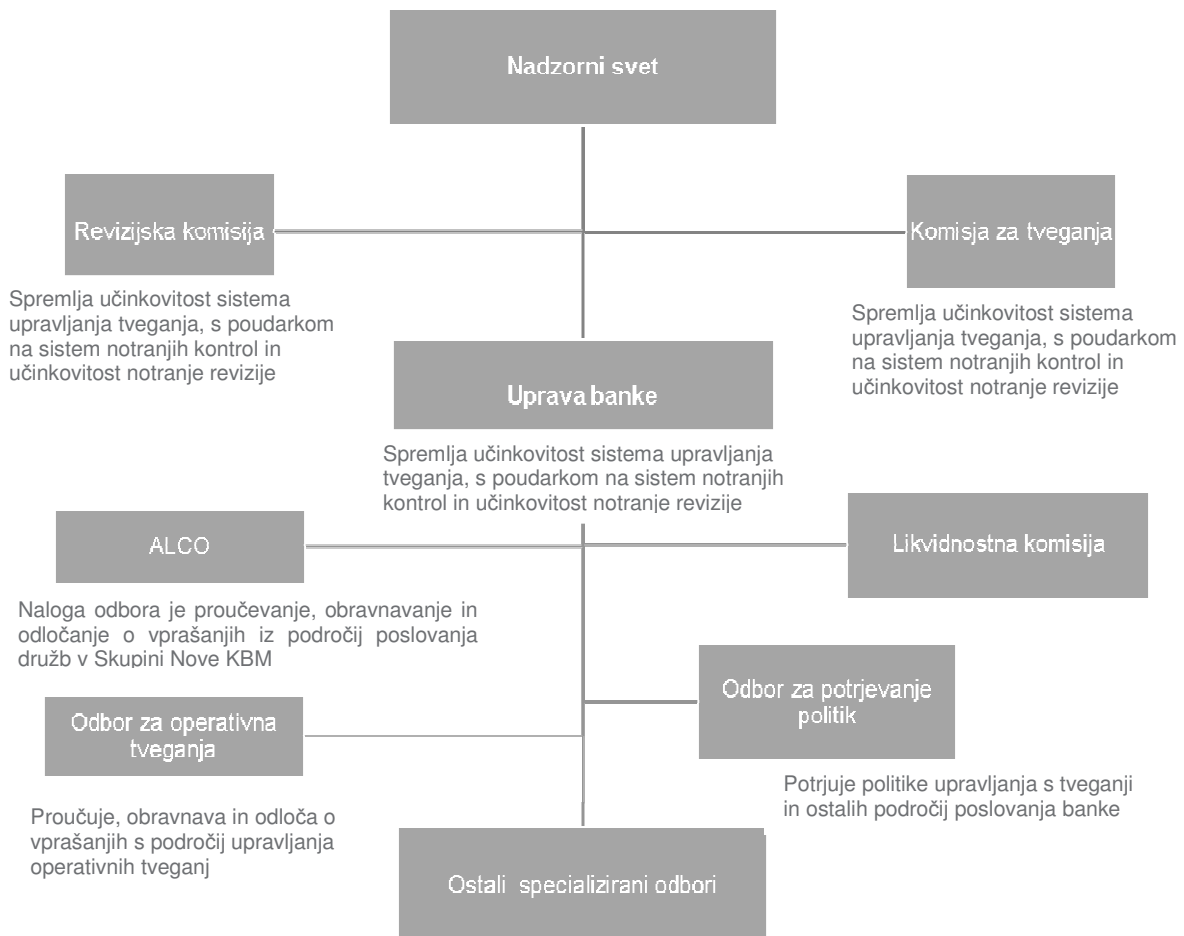 Nadzorni svet
Revizijska komisija
Spremlja učinkovitost sistema
upravljanja tveganja, s poudarkom
na sistem notranjih kontrol in
učinkovitost notranje revizije
Komisja za tveganja
Spremlja učinkovitost sistema
upravljanja tveganja, s poudarkom
na sistem notranjih kontrol in
učinkovitost notranje revizije
Uprava banke
Spremlja učinkovitost sistema upravljanja
tveganja, s poudarkom na sistem notranjih
kontrol in učinkovitost notranje revizije
ALCO
Naloga odbora je proučevanje, obravnavanje in
odločanje o vprašanjih iz področij poslovanja
družb v Skupini Nove KBM
Likvidnostna komisija
Odbor za operativna
tveganja
Proučuje, obravnava in odloča o
vprašanjih s področij upravljanja
operativnih tveganj
Odbor za potrjevanje
politik
Potrjuje politike upravljanja s tveganji
in ostalih področij poslovanja banke
Ostali specializirani odbori